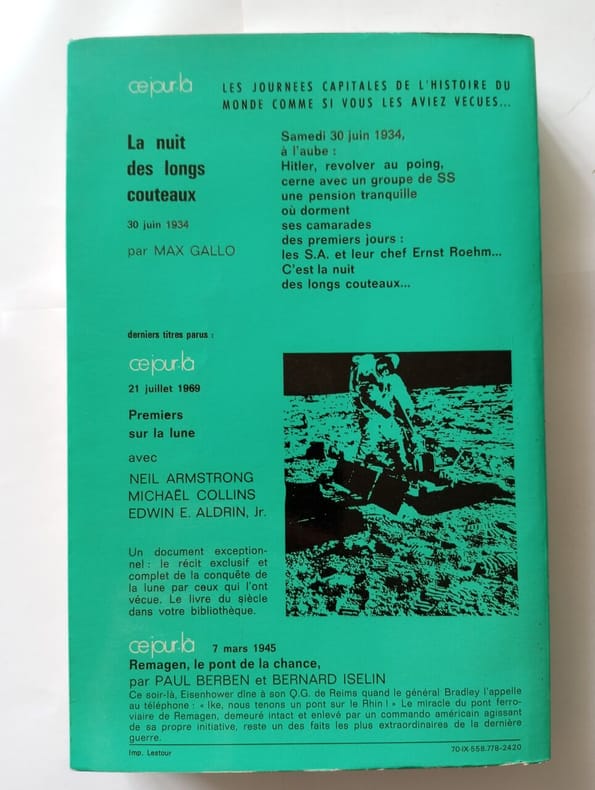 ce jour-là
LES JOURNEES CAPITALES DE L'HISTOIRE DU
MONDE COMME SI VOUS LES AVIEZ VECUES...
La nuit
des longs
couteaux
30 juin 1934
par MAX GALLO
Samedi 30 juin 1934,
à l'aube :
Hitler, revolver au poing,
cerne avec un groupe de SS
une pension tranquille
où dorment
ses camarades
des premiers jours :
les S.A. et leur chef Ernst Roehm...
C'est la nuit
des longs couteaux...
derniers titres parus :
ce jour-là
21 juillet 1969
Premiers
sur la lune
avec
NEIL ARMSTRONG
MICHAËL COLLINS
EDWIN E. ALDRIN, Jr.
Un document exception-
nel : le récit exclusif et
complet de la conquête de
la lune par ceux qui l'ont
vécue. Le livre du siècle
dans votre bibliothèque.
ce jour-là 7 mars 1945
Remagen, le pont de la chance,
par PAUL BERBEN et BERNARD ISELIN
Ce soir-là, Eisenhower dîne à son Q.G. de Reims quand le général Bradley l'appelle
au téléphone : « Ike, nous tenons un pont sur le Rhin ! » Le miracle du pont ferro-
viaire de Remagen, demeuré intact et enlevé par un commando américain agissant
de sa propre initiative, reste un des faits les plus extraordinaires de la dernière
guerre.
Imp. Lestour
70-IX-558.778-2420